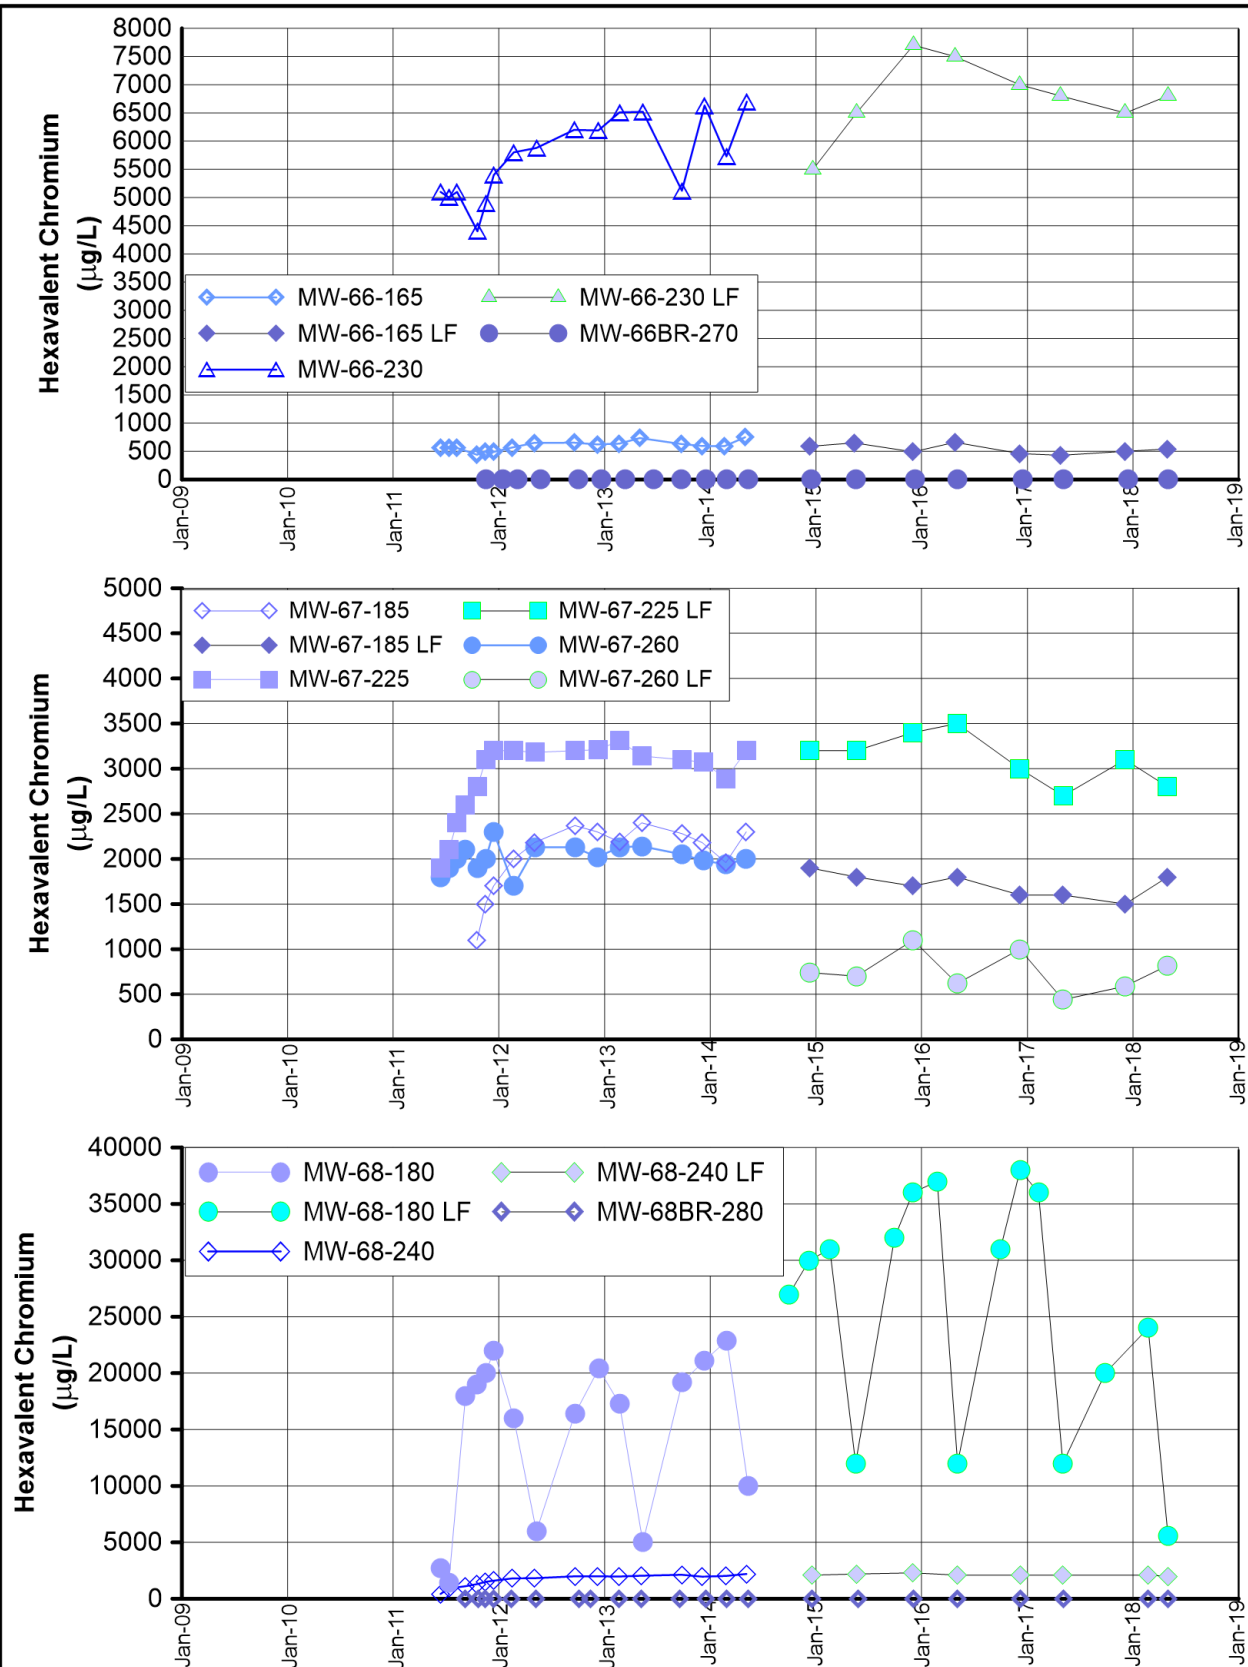 8000
7500
7000
6500
6000
5500
5000
4500
4000
3500
3000
2500
2000
1500
1000
500
0
Hexavalent Chromium
(µg/L)
MW-66-165
MW-66-230 LF
MW-66-165 LF
MW-66BR-270
MW-66-230
Jan-09
Jan-10
Jan-11
Jan-12
Jan-13
Jan-14
Jan-15
Jan-16
Jan-17
Jan-18
Jan-19
5000
4500
4000
3500
3000
2500
2000
1500
1000
500
0
Hexavalent Chromium
(µg/L)
MW-67-185
MW-67-225 LF
MW-67-185 LF
MW-67-260
MW-67-225
MW-67-260 LF
Jan-09
Jan-10
Jan-11
Jan-12
Jan-13
Jan-14
Jan-15
Jan-16
Jan-17
Jan-18
Jan-19
40000
35000
30000
25000
20000
15000
10000
5000
0
Hexavalent Chromium
(µg/L)
MW-68-180
MW-68-240 LF
MW-68-180 LF
MW-68BR-280
MW-68-240
Jan-09
Jan-10
Jan-11
Jan-12
Jan-13
Jan-14
Jan-15
Jan-16
Jan-17
Jan-18
Jan-19